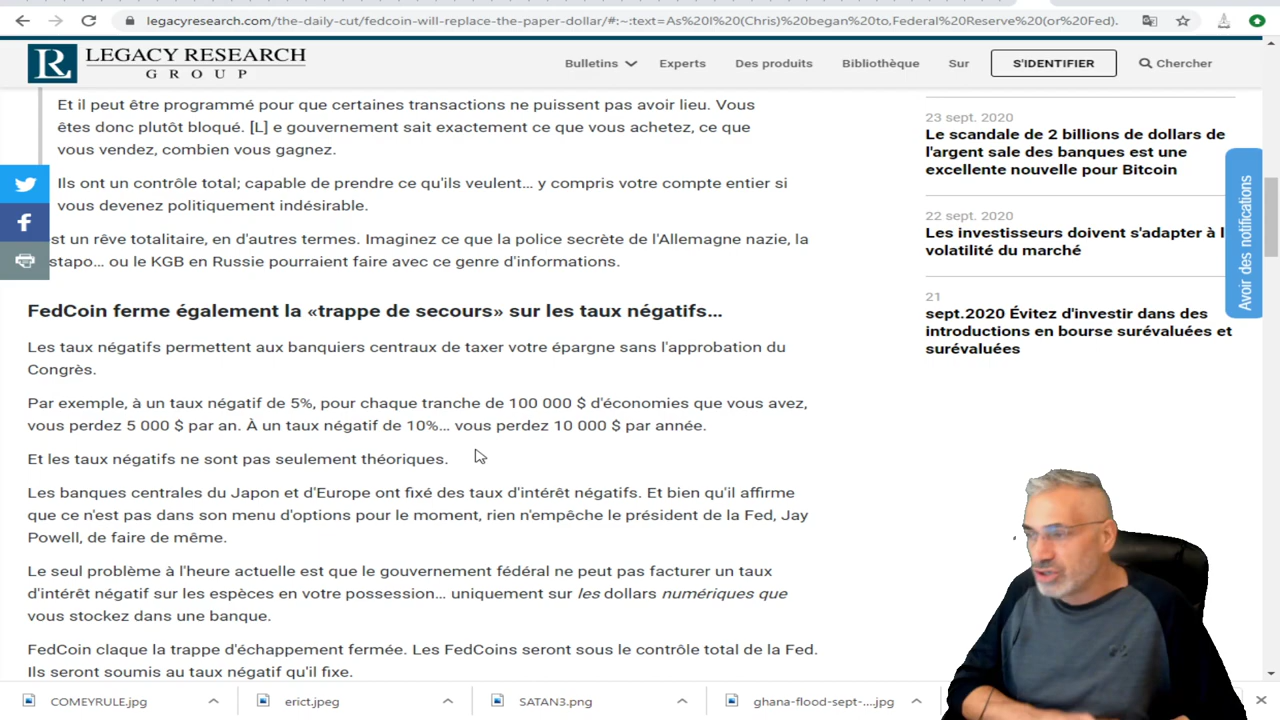 legacyresearch.com/the-daily-cut/fedcoin-will-replace-the-paper-dollar/#:~:text=As%20I%20(Chris)%20began%20to,Federal%20Reserve%20(or%20Fed).
R
LEGACY RESEARCH
GROUP
Bulletins
Experts
Des produits
Bibliothèque
Sur
S'IDENTIFIER
Chercher
Et il peut être programmé pour que certaines transactions ne puissent pas avoir lieu. Vous
êtes donc plutôt bloqué. [L] e gouvernement sait exactement ce que vous achetez, ce que
vous vendez, combien vous gagnez.
Ils ont un contrôle total; capable de prendre ce qu'ils veulent… y compris votre compte entier si
vous devenez politiquement indésirable.
st un rêve totalitaire, en d'autres termes. Imaginez ce que la police secrète de l'Allemagne nazie, la
stapo… ou le KGB en Russie pourraient faire avec ce genre d'informations.
FedCoin ferme également la «trappe de secours» sur les taux négatifs…
Les taux négatifs permettent aux banquiers centraux de taxer votre épargne sans l'approbation du
Congrès.
Par exemple, à un taux négatif de 5%, pour chaque tranche de 100 000 $ d'économies que vous avez,
vous perdez 5 000 $ par an. À un taux négatif de 10%… vous perdez 10 000 $ par année.
Et les taux négatifs ne sont pas seulement théoriques.
Les banques centrales du Japon et d'Europe ont fixé des taux d'intérêt négatifs. Et bien qu'il affirme
que ce n'est pas dans son menu d'options pour le moment, rien n'empêche le président de la Fed, Jay
Powell, de faire de même.
Le seul problème à l'heure actuelle est que le gouvernement fédéral ne peut pas facturer un taux
d'intérêt négatif sur les espèces en votre possession… uniquement sur les dollars numériques que
vous stockez dans une banque.
FedCoin claque la trappe d'échappement fermée. Les FedCoins seront sous le contrôle total de la Fed.
Ils seront soumis au taux négatif qu'il fixe.
23 sept. 2020
Le scandale de 2 billions de dollars de
l'argent sale des banques est une
excellente nouvelle pour Bitcoin
22 sept. 2020
Les investisseurs doivent s'adapter à l
volatilité du marché
21
sept.2020 Évitez d'investir dans des
introductions en bourse surévaluées et
surévaluées
Avoir des notifications
COMEYRULE.jpg
erict.jpeg
SATAN3.png
ghana-flood-sept-....jpg